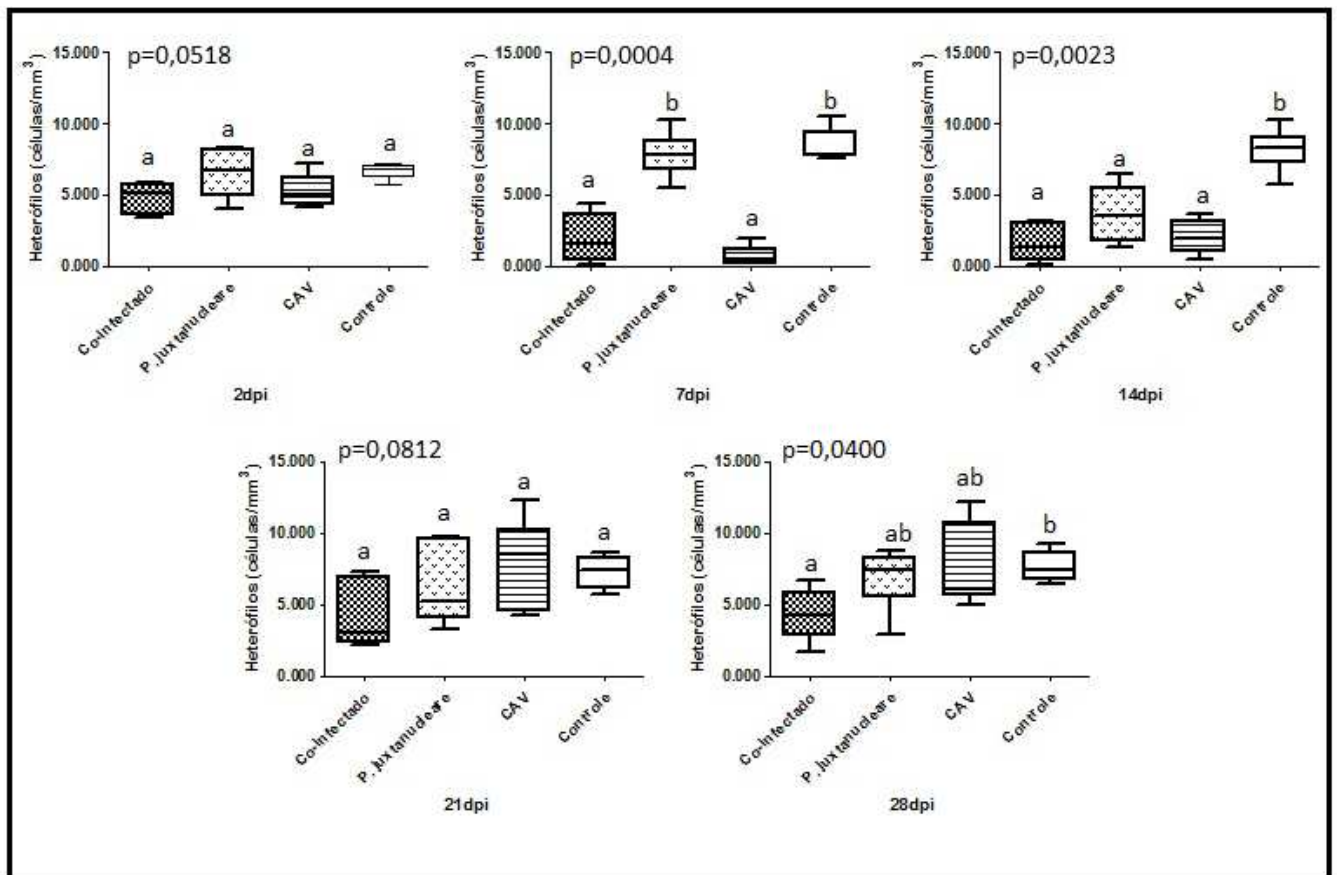 p=0,0518
15.000
10.000
5.000
0.000
Heterófilos (células/mm³)
a
a
a
a
Co-Infectado
P. juxtanucleare
CAV
Controle
2dpi
p=0,0004
15.000
10.000
5.000
0.000
Heterófilos (células/mm³)
a
b
a
b
Co-Infectado
P. juxtanucleare
CAV
Controle
7dpi
p=0,0023
15.000
10.000
5.000
0.000
Heterófilos (células/mm³)
a
a
a
b
Co-Infectado
P. juxtanucleare
CAV
Controle
14dpi
p=0,0812
15.000
10.000
5.000
0.000
Heterófilos (células/mm³)
a
a
a
a
Co-Infectado
P. juxtanucleare
CAV
Controle
21dpi
p=0,0400
15.000
10.000
5.000
0.000
Heterófilos (células/mm³)
a
ab
ab
b
Co-Infectado
P. juxtanucleare
CAV
Controle
28dpi